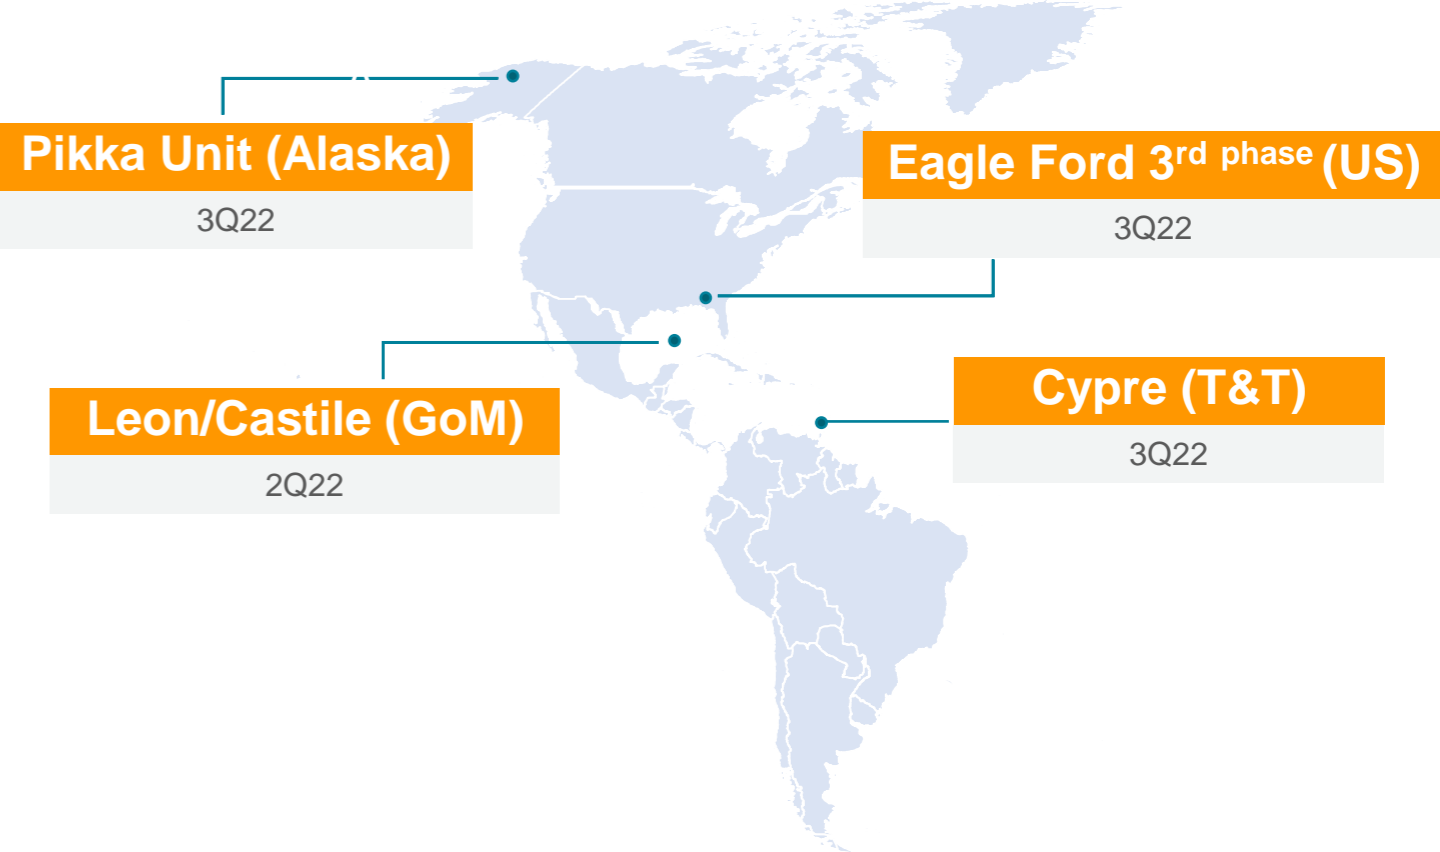 Pikka Unit (Alaska)
3Q22
Eagle Ford 3rd phase (US)
3Q22
Leon/Castile (GoM)
2Q22
Cypre (T&T)
3Q22